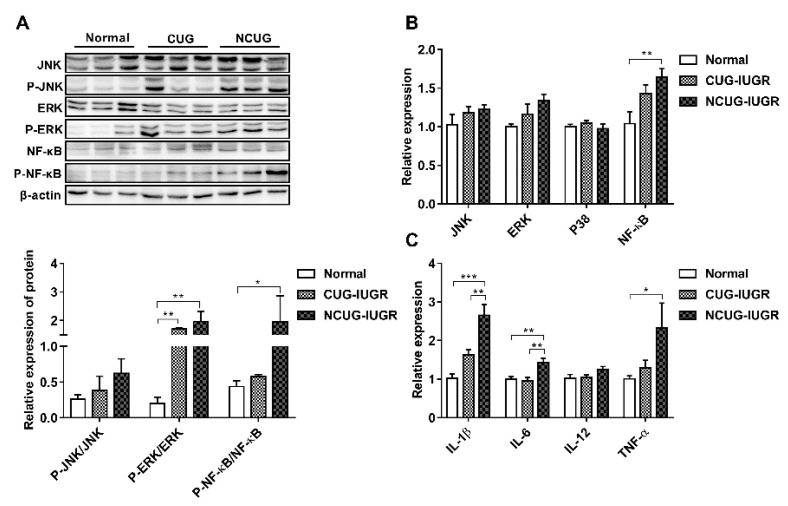 A
Normal CUG NCUG
JNK
P-JNK
ERK
P-ERK
NF-κB
P-NF-κB
β-actin
Relative expression of protein
4
3
2
1.0
0.5
0.0
P-JNK/JNK
P-ERK/ERK
P-NF-κB/NF-κB
**
**
*
Normal
CUG-IUGR
NCUG-IUGR
B
Relative expression
2.0
1.5
1.0
0.5
0.0
JNK
ERK
P38
NF-κB
**
Normal
CUG-IUGR
NCUG-IUGR
C
Relative expression
4
3
2
1
0
IL-1β
IL-6
IL-12
TNF-α
***
**
**
**
*
Normal
CUG-IUGR
NCUG-IUGR